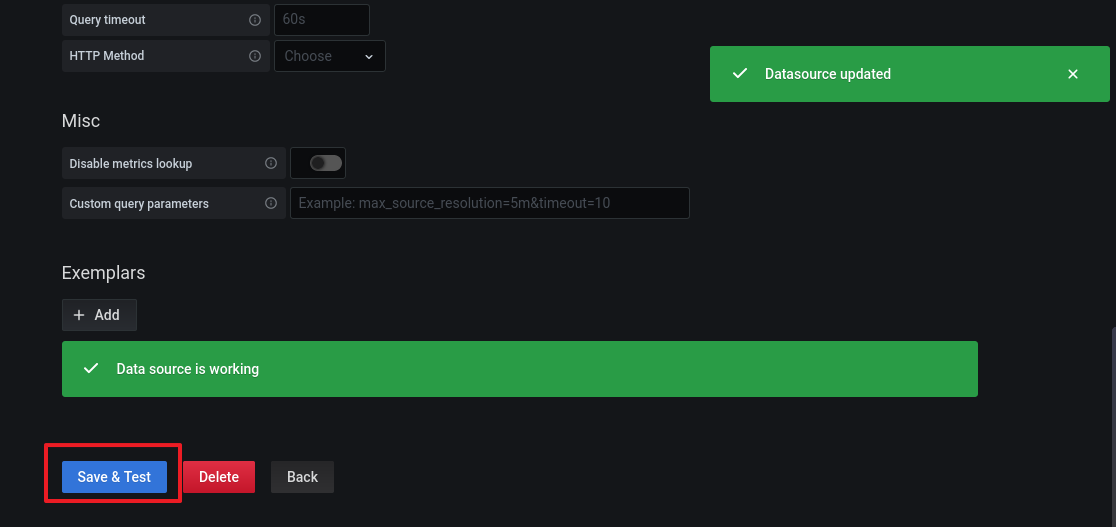 Query timeout
60s
HTTP Method
Choose
Datasource updated
Misc
Disable metrics lookup
Custom query parameters
Example: max_source_resolution=5m&timeout=10
Exemplars
Add
Data source is working
Save & Test
Delete
Back